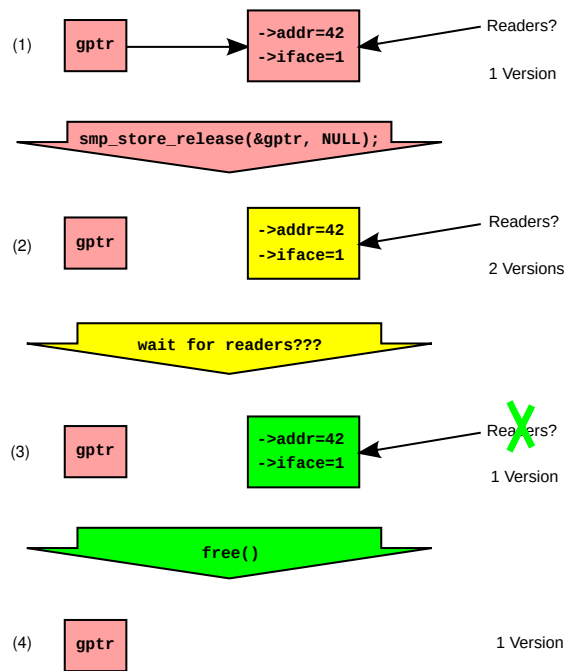 (1)
gptr
->addr=42
->iface=1
Readers?
1 Version
smp_store_release(&gptr, NULL);
(2)
gptr
->addr=42
->iface=1
Readers?
2 Versions
wait for readers???
(3)
gptr
->addr=42
->iface=1
Readers?
1 Version
free()
(4)
gptr
1 Version